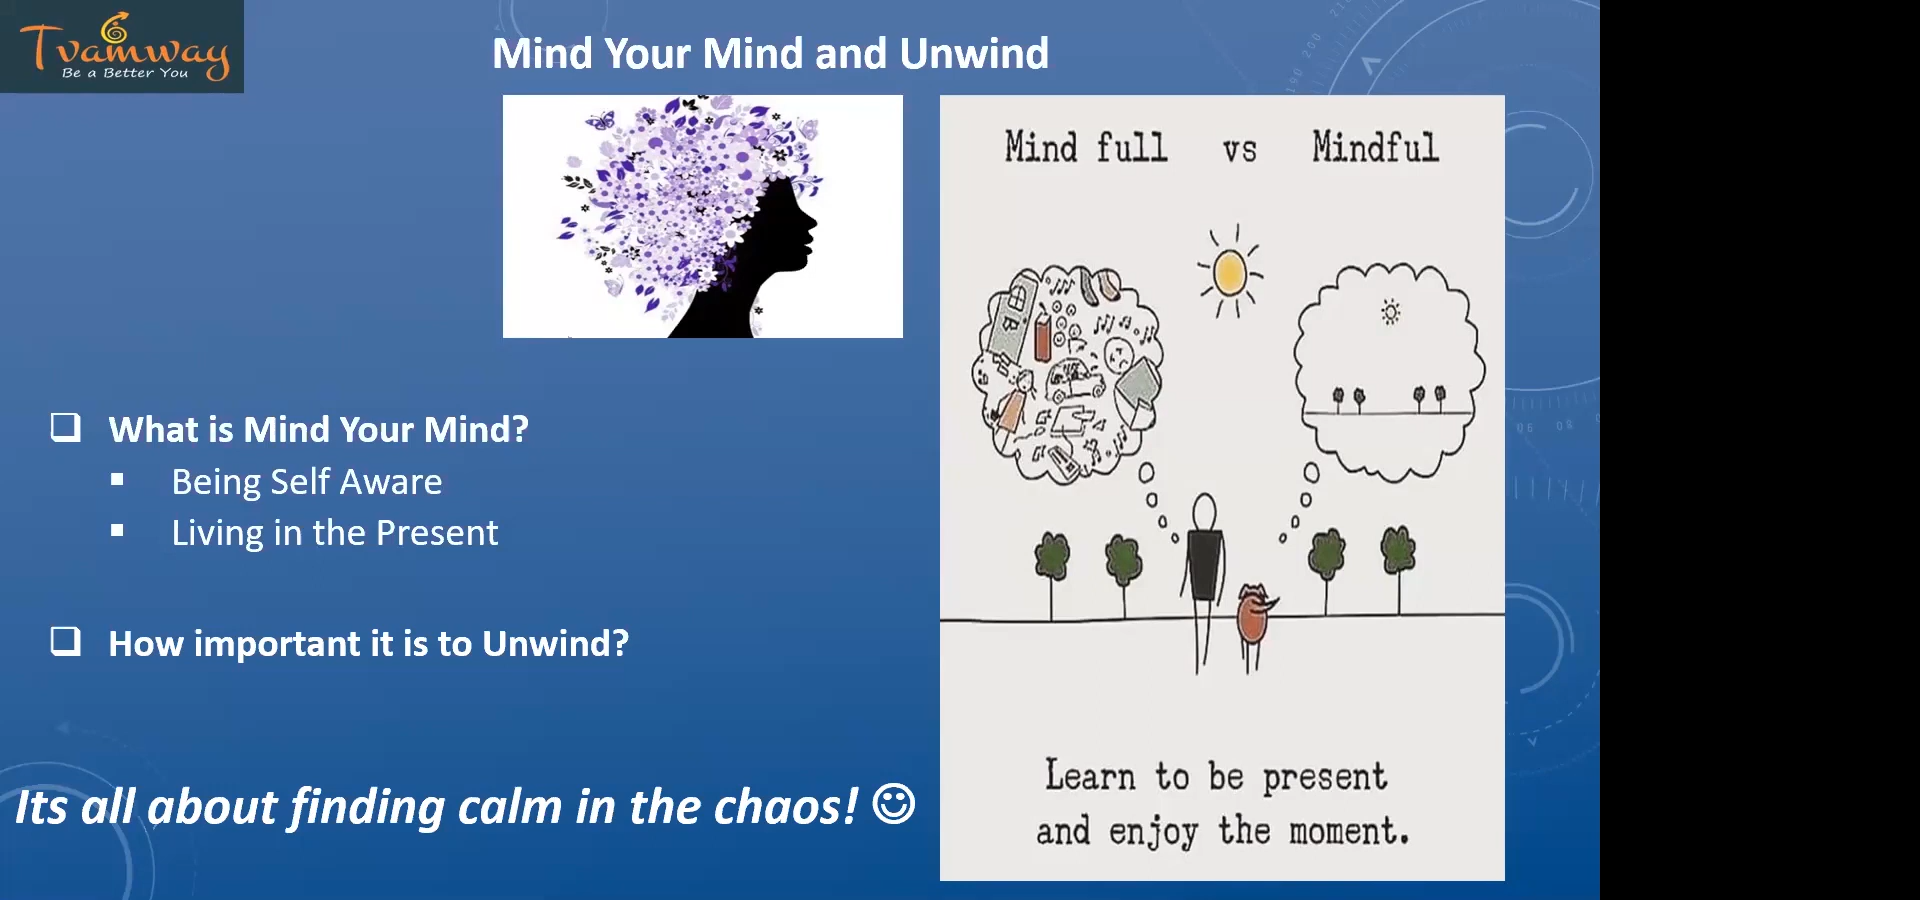 Tvamway
Be a Better You
Mind Your Mind and Unwind
Mind full vs Mindful
What is Mind Your Mind?
Being Self Aware
Living in the Present
How important it is to Unwind?
Its all about finding calm in the chaos!
Learn to be present
and enjoy the moment.